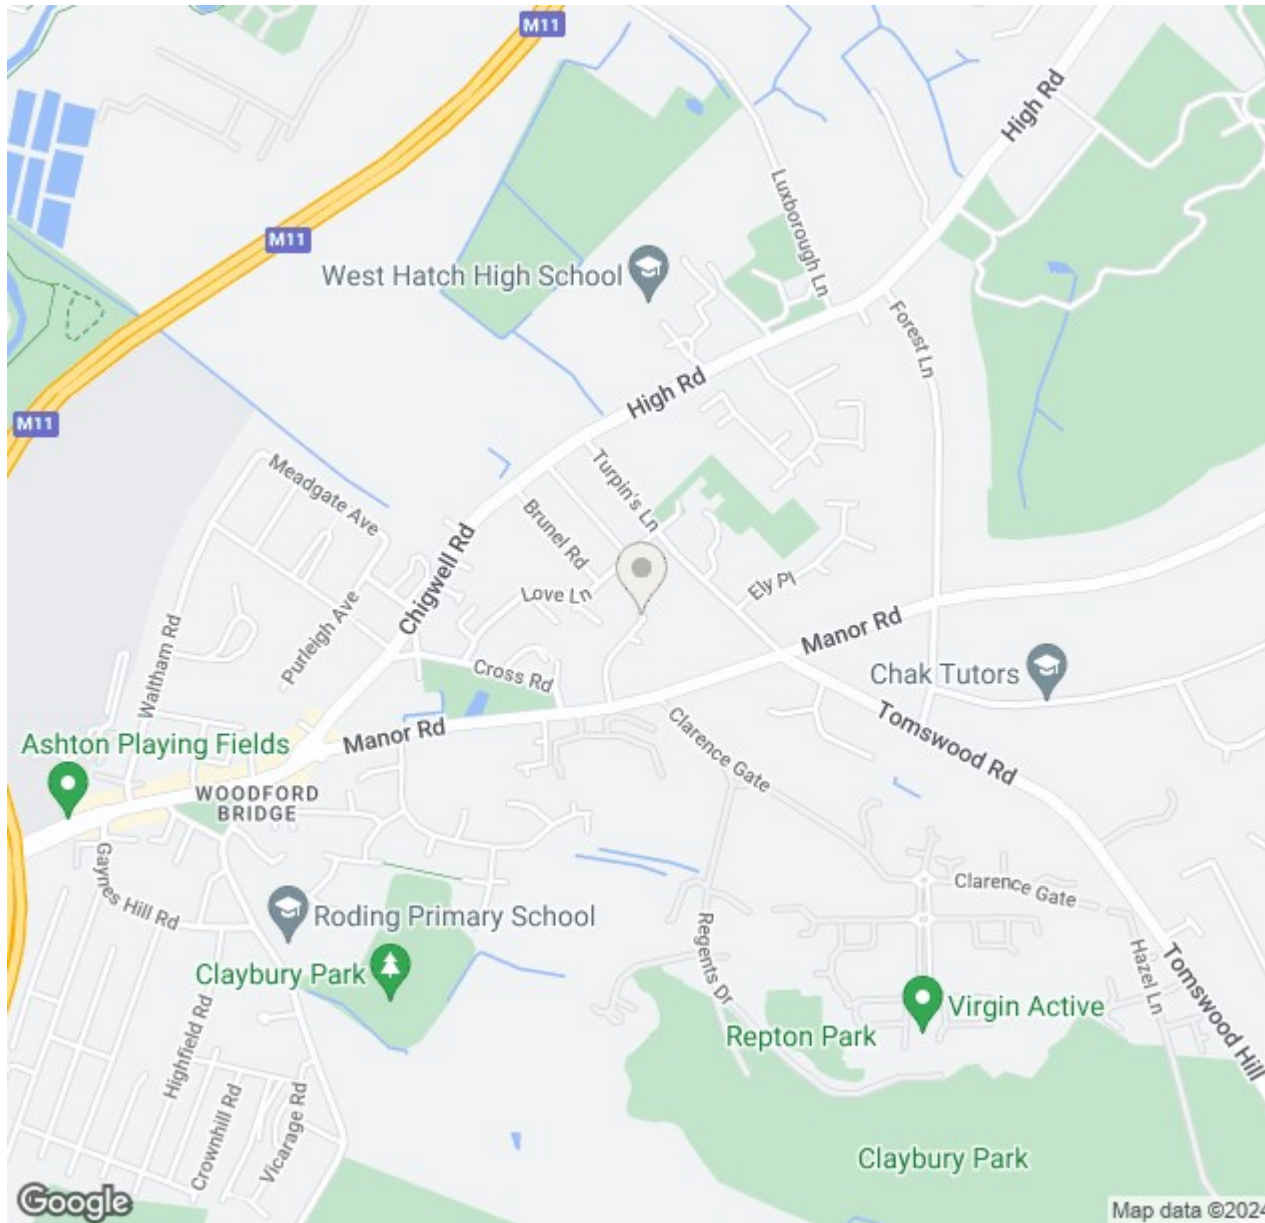 M11
High Rd
Luxborough Ln
M11
West Hatch High School
Forest Ln
High Rd
M11
Meadgate Ave
Turpin's Ln
Brunel Rd
Chigwell Rd
Love Ln
Ely Pl
Purleigh Ave
Manor Rd
Waltham Rd
Cross Rd
Chak Tutors
Clarence Gate
Tomswood Rd
Manor Rd
Ashton Playing Fields
WOODFORD
BRIDGE
Gaynes Hill Rd
Clarence Gate
Roding Primary School
Regents Dr
Hazel Ln
Tomswood Hill
Claybury Park
Virgin Active
Repton Park
Highfield Rd
Crownhill Rd
Vicarage Rd
Claybury Park
Google
Map data ©2024